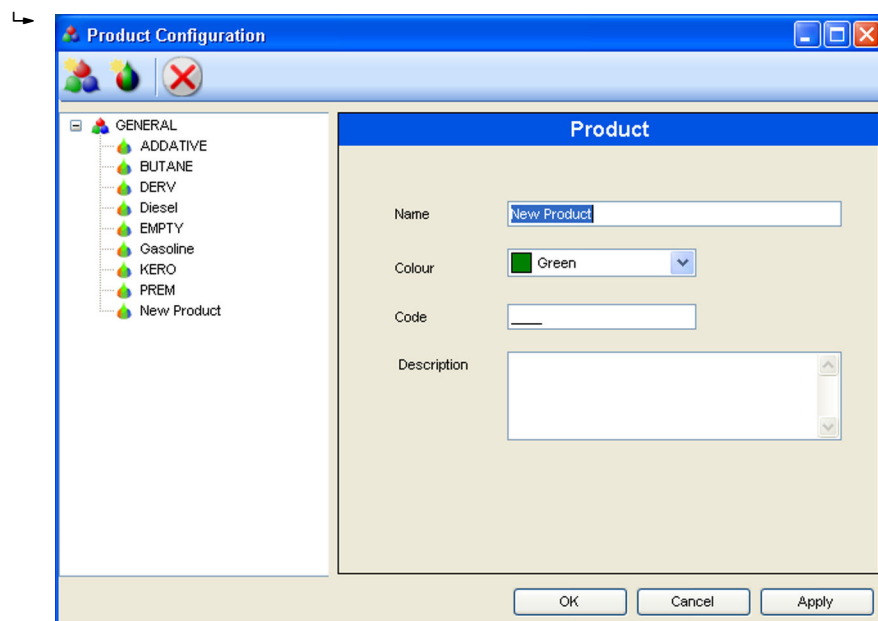 Product Configuration
GENERAL
ADDATIVE
BUTANE
DERV
Diesel
EMPTY
Gasoline
KERO
PREM
New Product
Product
Name
New Product
Colour
Green
Code
____
Description
OK
Cancel
Apply